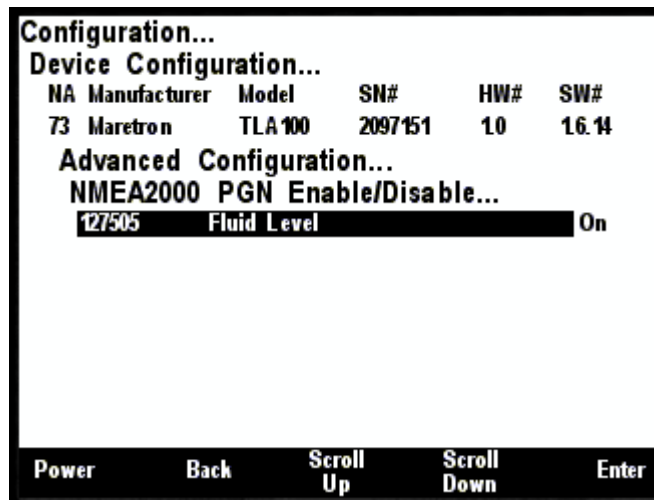 Configuration...
Device Configuration...
NA Manufacturer Model SN# HW# SW#
73 Maretron TLA100 2097151 1.0 1.6.14
Advanced Configuration...
NMEA2000 PGN Enable/Disable...
127505 Fluid Level On
Power Back Scroll Up Scroll Down Enter